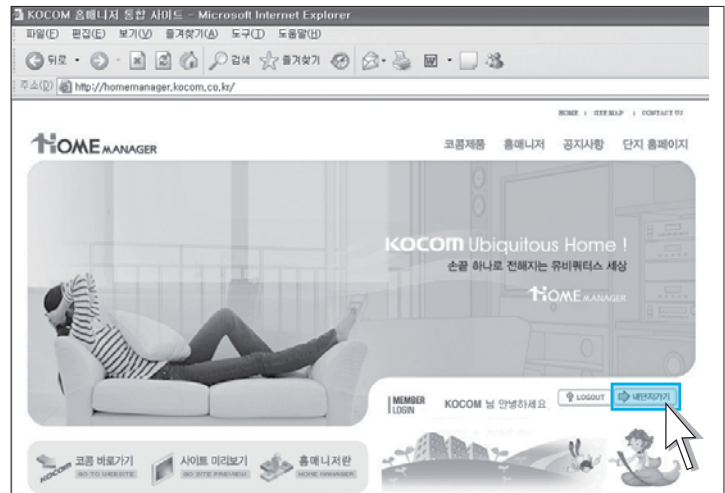 KOCOM 홈매니저 통합 사이트 - Microsoft Internet Explorer
파일(F) 편집(E) 보기(V) 즐겨찾기(A) 도구(T) 도움말(H)
뒤로 검색 즐겨찾기
주소(D) http://homemanager.kocom.co.kr/
HOME | SITE MAP | CONTACT US
HOME MANAGER
코콤제품 홈매니저 공지사항 단지 홈페이지
KOCOM Ubiquitous Home !
손끝 하나로 전해지는 유비쿼터스 세상
HOME MANAGER
MEMBER LOGIN
KOCOM 님 안녕하세요
LOGOUT
내단지가기
KOCOM
코콤 바로가기
GO TO WEBSITE
사이트 미리보기
GO SITE PREVIEW
홈매니저란
HOME MANAGER